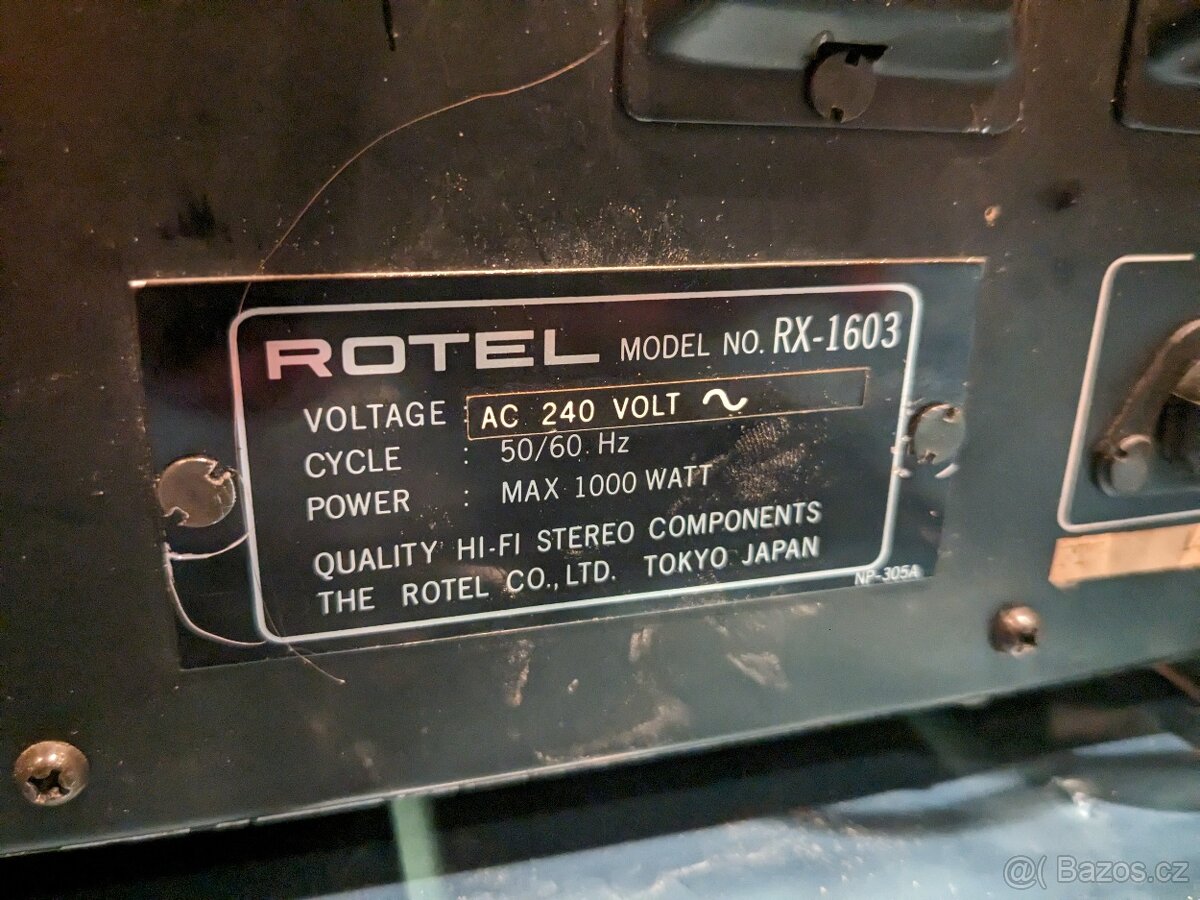 ROTEL MODEL NO. RX-1603
VOLTAGE : AC 240 VOLT ~
CYCLE : 50/60 Hz
POWER : MAX 1000 WATT
QUALITY HI-FI STEREO COMPONENTS
THE ROTEL CO., LTD. TOKYO JAPAN
NP-305A
@( Bazos.cz